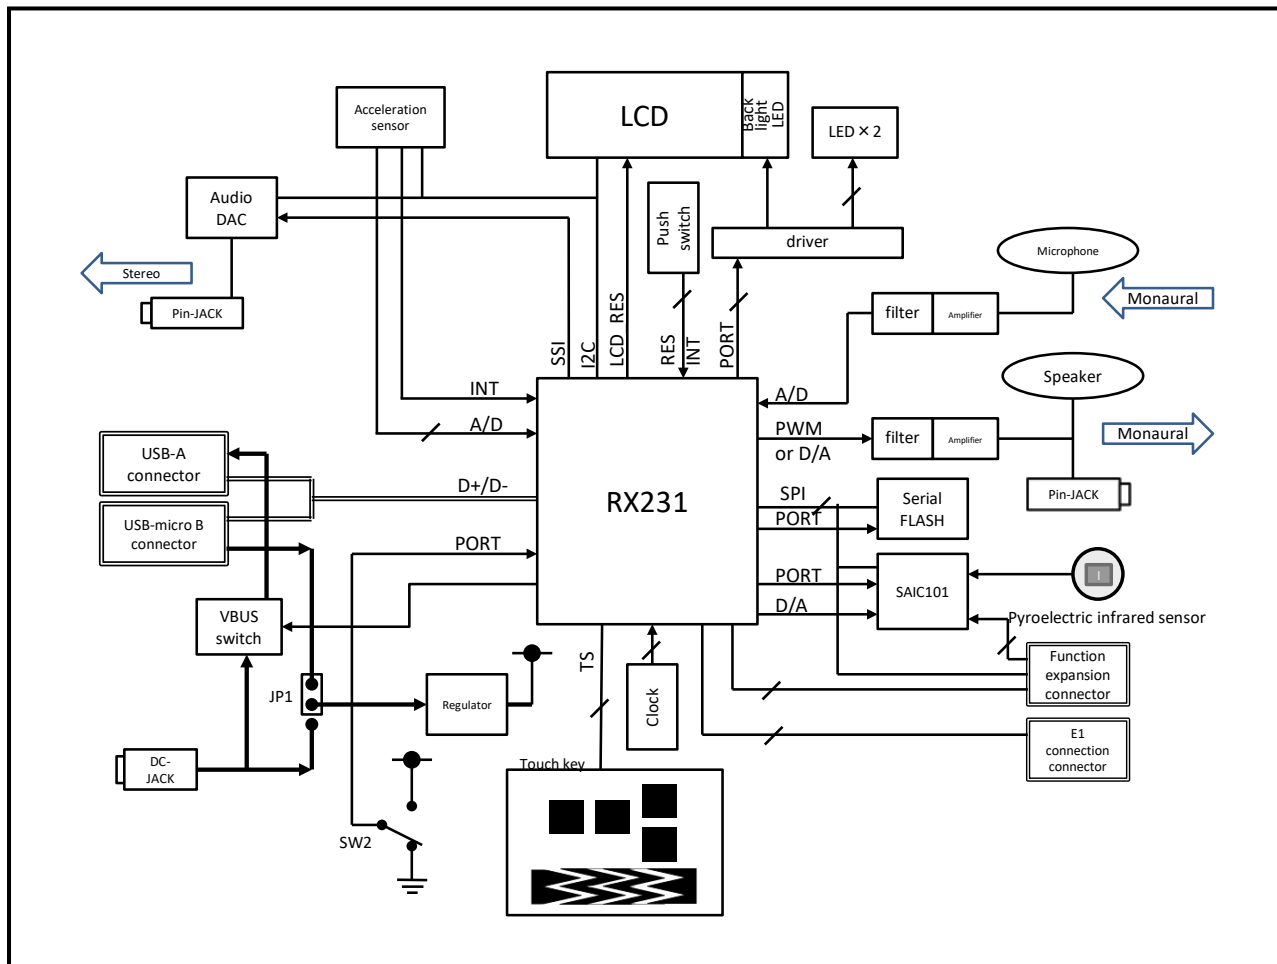 LCD
Back
light
LED
Acceleration
sensor
LED × 2
Audio
DAC
Push
switch
driver
Microphone
Stereo
Monaural
Pin-JACK
filter
Amplifier
SSI
I2C
LCD RES
RES
INT
PORT
Speaker
INT
A/D
A/D
PWM
or D/A
filter
Amplifier
Monaural
USB-A
connector
D+/D-
RX231
SPI
PORT
Serial
FLASH
Pin-JACK
USB-micro B
connector
PORT
PORT
D/A
SAIC101
I
Pyroelectric infrared sensor
VBUS
switch
TS
Clock
Function
expansion
connector
JP1
Regulator
E1
connection
connector
DC-
JACK
Touch key
SW2